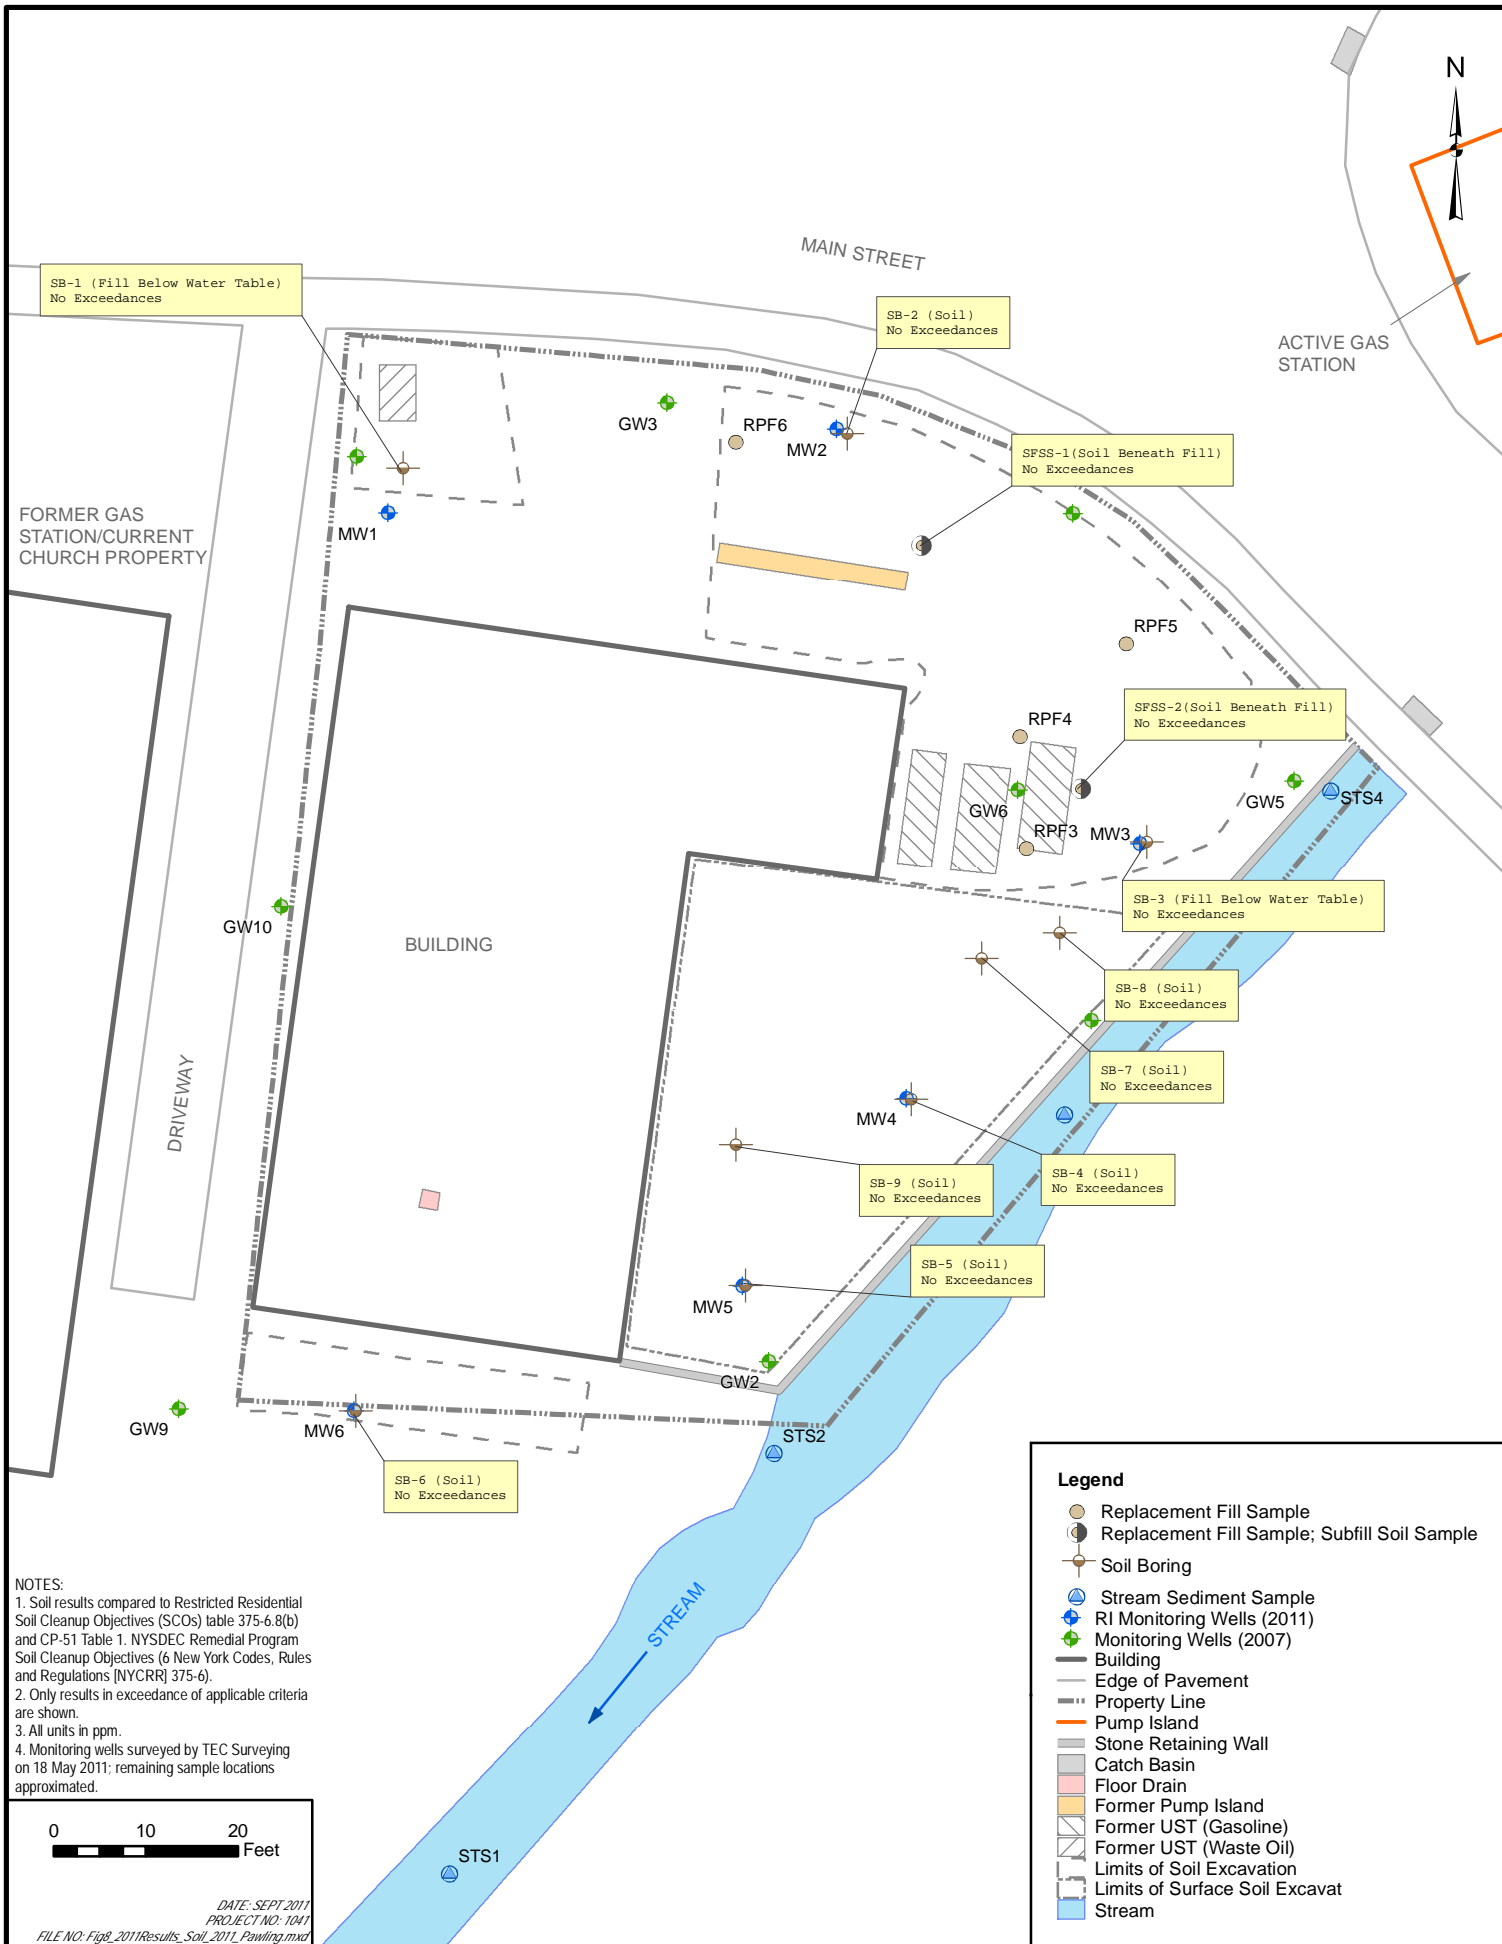 N
MAIN STREET
SB-1 (Fill Below Water Table)
No Exceedances
SB-2 (Soil)
No Exceedances
ACTIVE GAS
STATION
GW3
RPF6
MW2
SFSS-1(Soil Beneath Fill)
No Exceedances
FORMER GAS
STATION/CURRENT
CHURCH PROPERTY
MW1
RPF5
SFSS-2(Soil Beneath Fill)
No Exceedances
RPF4
GW5
STS4
GW6
RPF3
MW3
SB-3 (Fill Below Water Table)
No Exceedances
GW10
BUILDING
SB-8 (Soil)
No Exceedances
SB-7 (Soil)
No Exceedances
DRIVEWAY
MW4
SB-4 (Soil)
No Exceedances
SB-9 (Soil)
No Exceedances
SB-5 (Soil)
No Exceedances
MW5
GW2
GW9
MW6
STS2
SB-6 (Soil)
No Exceedances
STREAM
STS1
NOTES:
1. Soil results compared to Restricted Residential
Soil Cleanup Objectives (SCOs) table 375-6.8(b)
and CP-51 Table 1. NYSDEC Remedial Program
Soil Cleanup Objectives (6 New York Codes, Rules
and Regulations [NYCRR] 375-6).
2. Only results in exceedance of applicable criteria
are shown.
3. All units in ppm.
4. Monitoring wells surveyed by TEC Surveying
on 18 May 2011; remaining sample locations
approximated.
0 10 20
Feet
DATE: SEPT 2011
PROJECT NO: 1041
FILE NO: Fig8_2011Results_Soil_2011_Pawling.mxd
Legend
Replacement Fill Sample
Replacement Fill Sample; Subfill Soil Sample
Soil Boring
Stream Sediment Sample
RI Monitoring Wells (2011)
Monitoring Wells (2007)
Building
Edge of Pavement
Property Line
Pump Island
Stone Retaining Wall
Catch Basin
Floor Drain
Former Pump Island
Former UST (Gasoline)
Former UST (Waste Oil)
Limits of Soil Excavation
Limits of Surface Soil Excavat
Stream